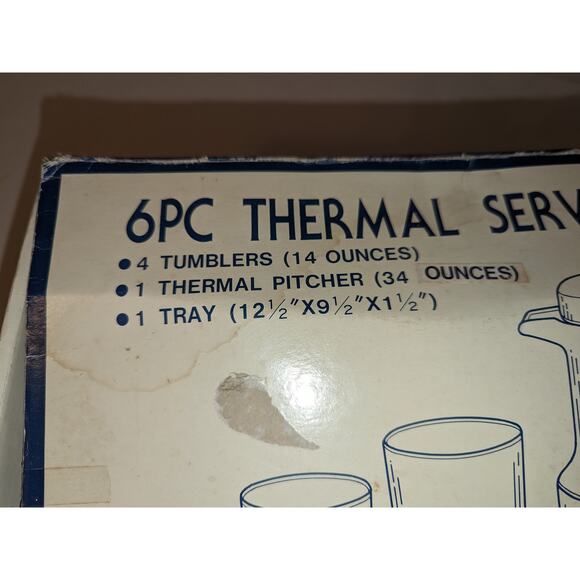 6PC THERMAL SERV
• 4 TUMBLERS (14 OUNCES)
• 1 THERMAL PITCHER (34 OUNCES)
• 1 TRAY (12½"X9½"X1½")